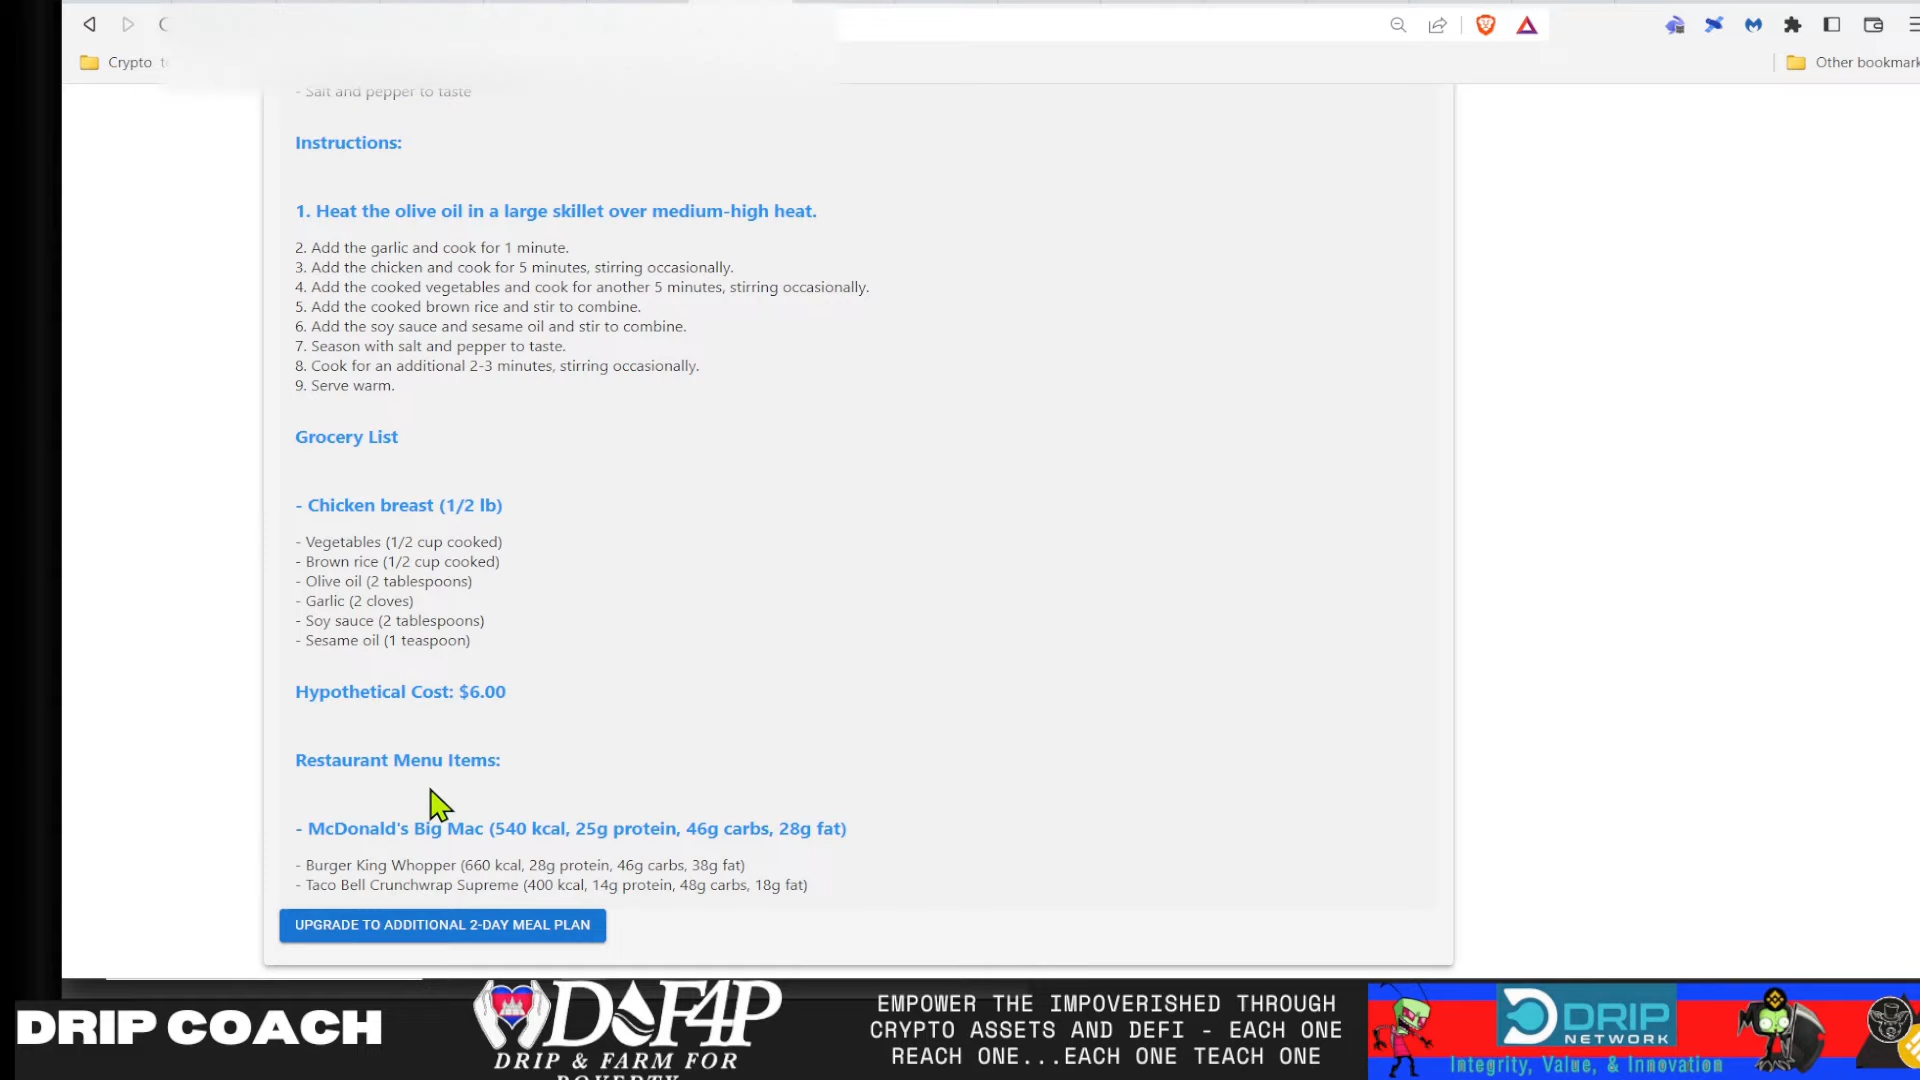 Crypto
Other bookmark
- Salt and pepper to taste
Instructions:
1. Heat the olive oil in a large skillet over medium-high heat.
2. Add the garlic and cook for 1 minute.
3. Add the chicken and cook for 5 minutes, stirring occasionally.
4. Add the cooked vegetables and cook for another 5 minutes, stirring occasionally.
5. Add the cooked brown rice and stir to combine.
6. Add the soy sauce and sesame oil and stir to combine.
7. Season with salt and pepper to taste.
8. Cook for an additional 2-3 minutes, stirring occasionally.
9. Serve warm.
Grocery List
- Chicken breast (1/2 lb)
- Vegetables (1/2 cup cooked)
- Brown rice (1/2 cup cooked)
- Olive oil (2 tablespoons)
- Garlic (2 cloves)
- Soy sauce (2 tablespoons)
- Sesame oil (1 teaspoon)
Hypothetical Cost: $6.00
Restaurant Menu Items:
- McDonald's Big Mac (540 kcal, 25g protein, 46g carbs, 28g fat)
- Burger King Whopper (660 kcal, 28g protein, 46g carbs, 38g fat)
- Taco Bell Crunchwrap Supreme (400 kcal, 14g protein, 48g carbs, 18g fat)
UPGRADE TO ADDITIONAL 2-DAY MEAL PLAN
DRIP COACH
D&F4P
DRIP & FARM FOR
POVERTY
EMPOWER THE IMPOVERISHED THROUGH
CRYPTO ASSETS AND DEFI - EACH ONE
REACH ONE...EACH ONE TEACH ONE
DRIP
NETWORK
Integrity, Value, & Innovation